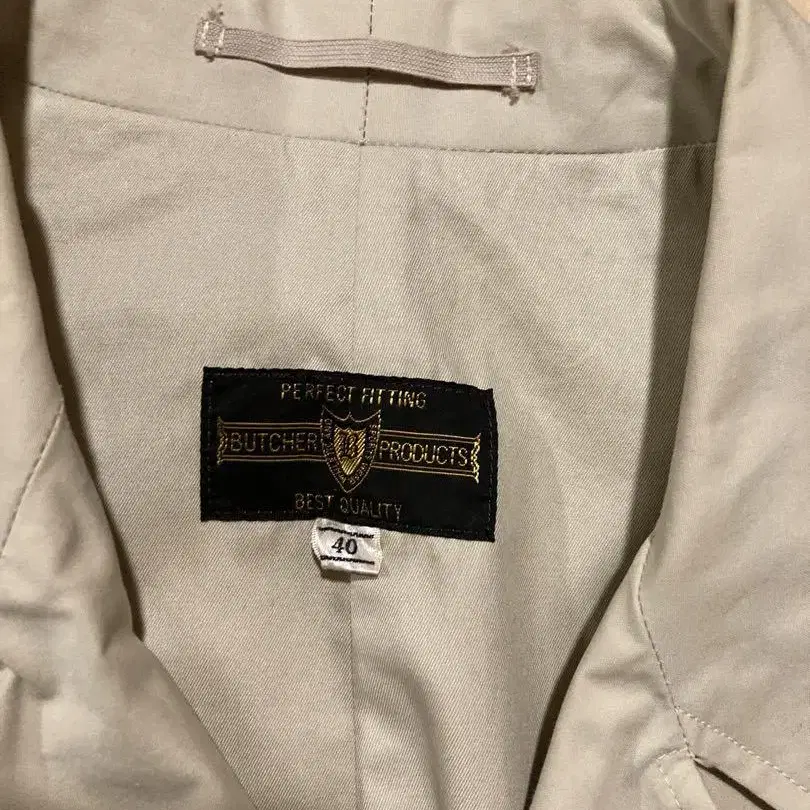 PERFECT FITTING
BUTCHER B PRODUCTS
BEST QUALITY
40